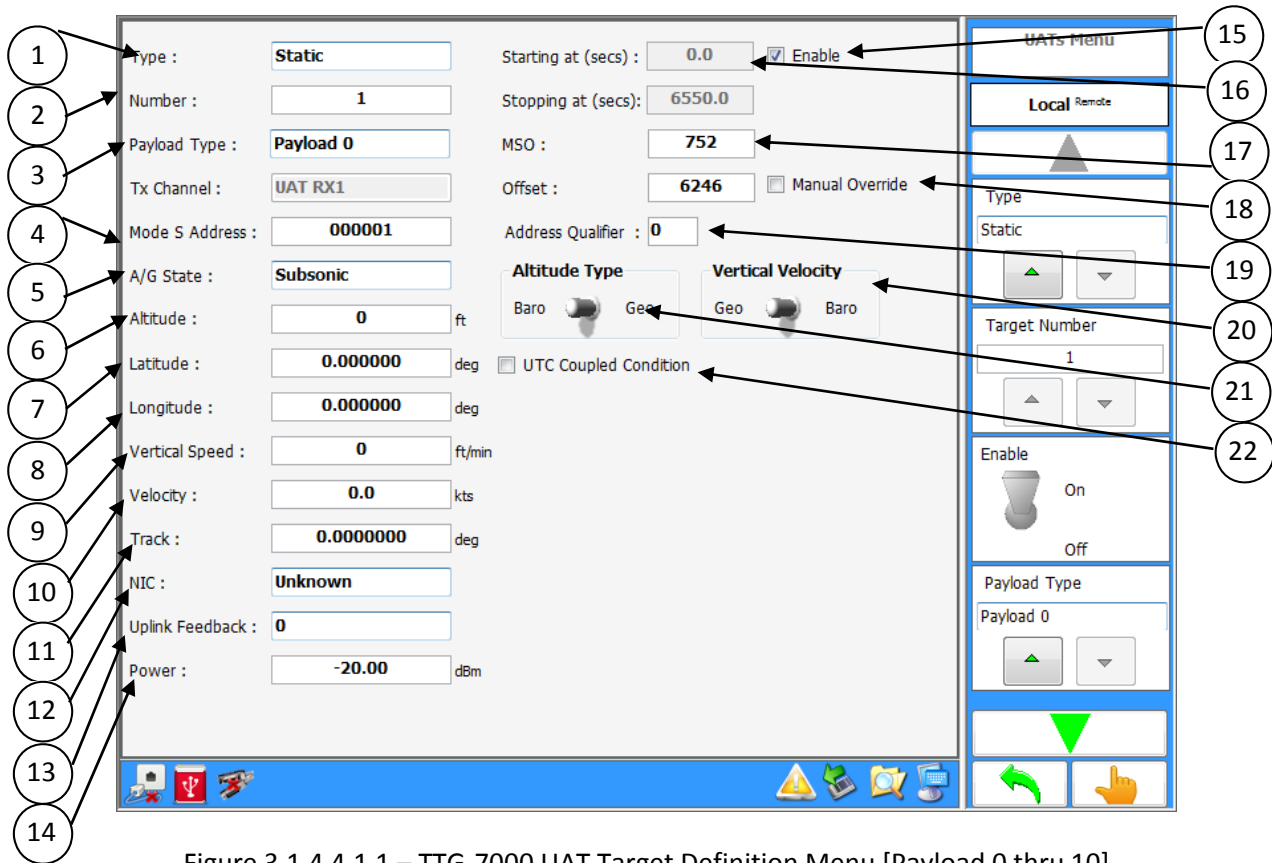 1
2
3
4
5
6
7
8
9
10
11
12
13
14
Type :
Static
Number :
1
Payload Type :
Payload 0
Tx Channel :
UAT RX1
Mode S Address :
000001
A/G State :
Subsonic
Altitude :
0
ft
Latitude :
0.000000
deg
Longitude :
0.000000
deg
Vertical Speed :
0
ft/min
Velocity :
0.0
kts
Track :
0.0000000
deg
NIC :
Unknown
Uplink Feedback :
0
Power :
-20.00
dBm
Starting at (secs) :
0.0
Enable
Stopping at (secs):
6550.0
MSO :
752
Offset :
6246
Manual Override
Address Qualifier :
0
Altitude Type
Baro
Geo
Vertical Velocity
Geo
Baro
UTC Coupled Condition
UATs Menu
Local Remote
Type
Static
Target Number
1
Enable
On
Off
Payload Type
Payload 0
15
16
17
18
19
20
21
22
Figure 3.1.4.4.1.1 – TTG-7000 UAT Target Definition Menu [Payload 0 thru 10]